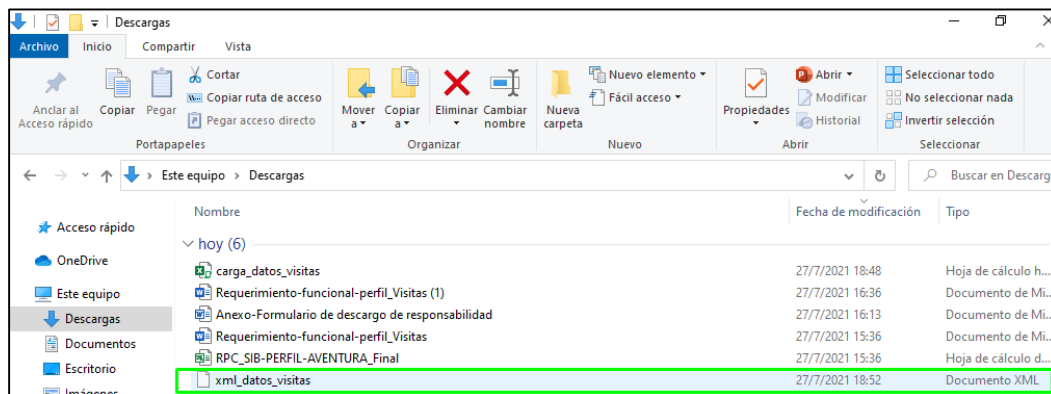 Descargas
Archivo Inicio Compartir Vista
Anclar al Acceso rápido
Copiar
Pegar
Cortar
Copiar ruta de acceso
Pegar acceso directo
Portapapeles
Mover a
Copiar a
Eliminar
Cambiar nombre
Organizar
Nueva carpeta
Nuevo elemento
Fácil acceso
Nuevo
Propiedades
Abrir
Modificar
Historial
Abrir
Seleccionar todo
No seleccionar nada
Invertir selección
Seleccionar
Este equipo > Descargas
Buscar en Descarg
Acceso rápido
OneDrive
Este equipo
Descargas
Documentos
Escritorio
Imágenes
Nombre Fecha de modificación Tipo
hoy (6)
carga_datos_visitas 27/7/2021 18:48 Hoja de cálculo h...
Requerimiento-funcional-perfil_Visitas (1) 27/7/2021 16:36 Documento de Mi...
Anexo-Formulario de descargo de responsabilidad 27/7/2021 16:13 Documento de Mi...
Requerimiento-funcional-perfil_Visitas 27/7/2021 15:36 Documento de Mi...
RPC_SIB-PERFIL-AVENTURA_Final 27/7/2021 15:36 Hoja de cálculo d...
xml_datos_visitas 27/7/2021 18:52 Documento XML